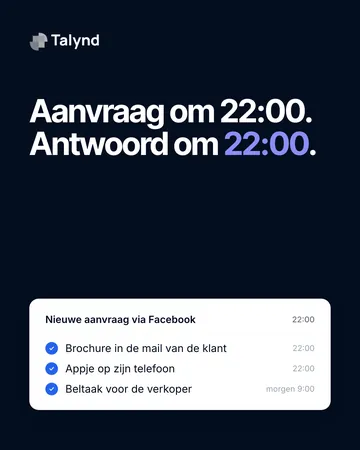 Talynd
Aanvraag om 22:00.
Antwoord om 22:00.
Nieuwe aanvraag via Facebook 22:00
Brochure in de mail van de klant 22:00
Appje op zijn telefoon 22:00
Beltaak voor de verkoper morgen 9:00